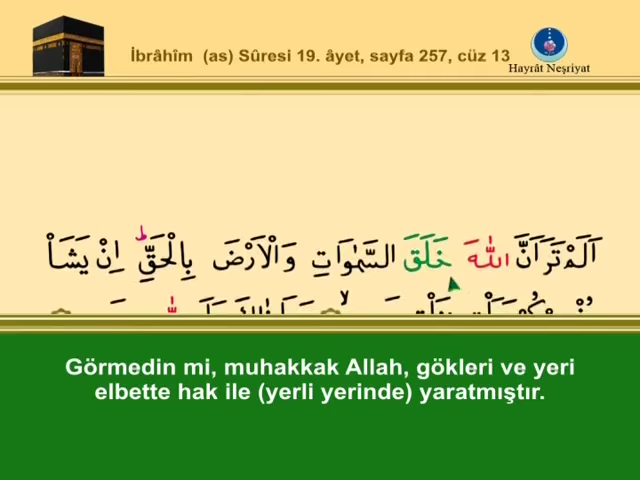 İbrâhîm (as) Sûresi 19. âyet, sayfa 257, cüz 13
Hayrât Neşriyat
اَلَمْ تَرَ اَنَّ اللّٰهَ خَلَقَ السَّمٰوَاتِ وَالْاَرْضَ بِالْحَقِّۜ اِنْ يَشَاْ
Görmedin mi, muhakkak Allah, gökleri ve yeri
elbette hak ile (yerli yerinde) yaratmıştır.